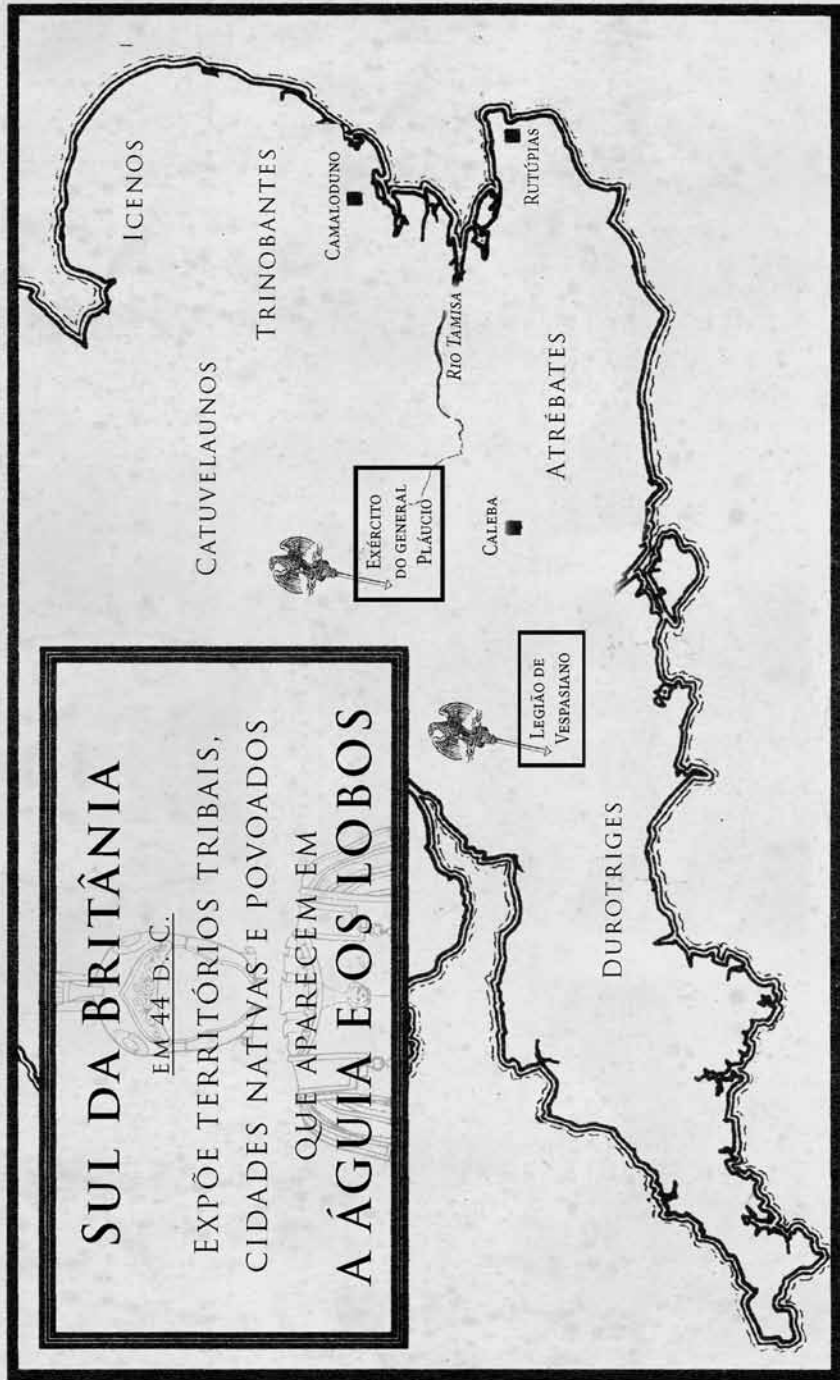 SUL DA BRITÂNIA
EM 44 D. C.
EXPÕE TERRITÓRIOS TRIBAIS,
CIDADES NATIVAS E POVOADOS
QUE APARECEM EM
A ÁGUIA E OS LOBOS
ICENOS
CATUVELAUNOS
TRINOBANTES
CAMALODUNO
EXÉRCITO
DO GENERAL
PLÁUCIO
RIO TAMISA
RUTÚPIAS
CALEBA
ATRÉBATES
LEGIÃO DE
VESPASIANO
DUROTRIGES